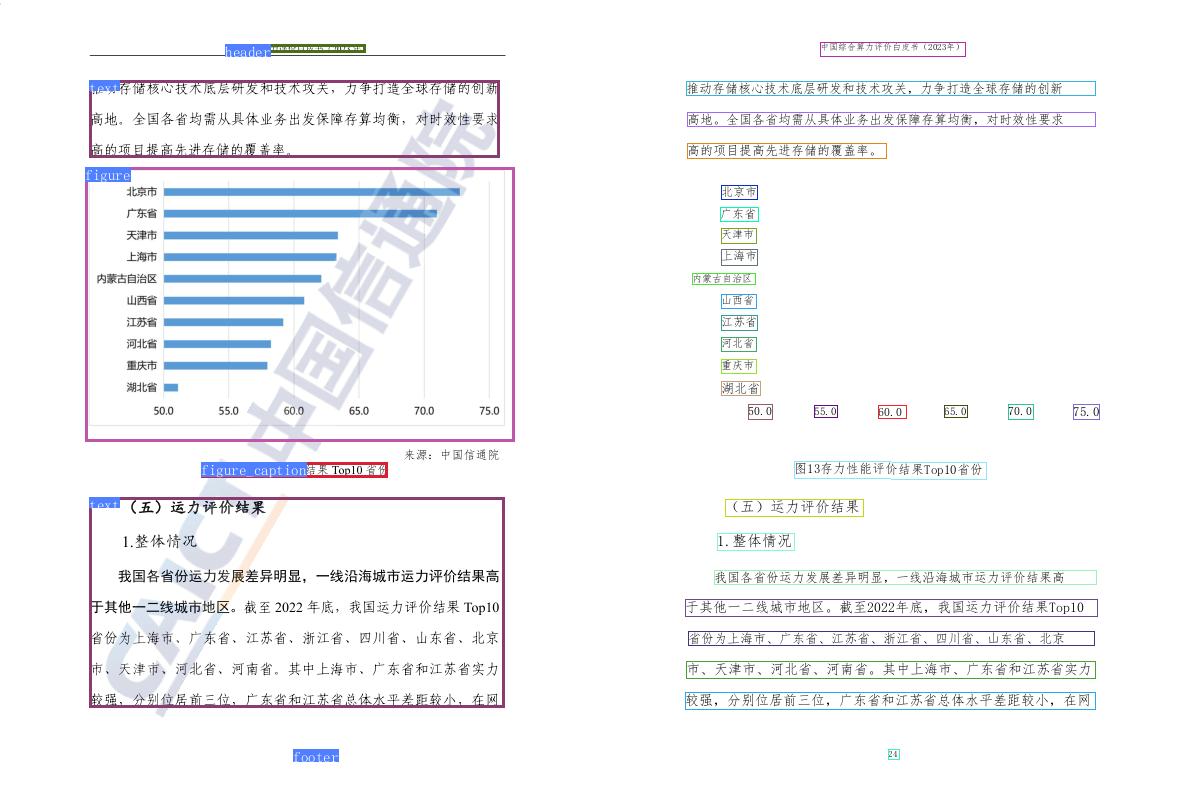 header
text
推动存储核心技术底层研发和技术攻关，力争打造全球存储的创新
高地。全国各省均需从具体业务出发保障存算均衡，对时效性要求
高的项目提高先进存储的覆盖率。
figure
北京市
广东省
天津市
上海市
内蒙古自治区
山西省
江苏省
河北省
重庆市
湖北省
50.0 55.0 60.0 65.0 70.0 75.0
来源：中国信通院
figure_caption 结果 Top10 省份
text
（五）运力评价结果
1.整体情况
我国各省份运力发展差异明显，一线沿海城市运力评价结果高
于其他一二线城市地区。截至 2022 年底，我国运力评价结果 Top10
省份为上海市、广东省、江苏省、浙江省、四川省、山东省、北京
市、天津市、河北省、河南省。其中上海市、广东省和江苏省实力
较强，分别位居前三位，广东省和江苏省总体水平差距较小，在网
footer
CAICT 中国信通院
中国综合算力评价白皮书（2023年）
推动存储核心技术底层研发和技术攻关，力争打造全球存储的创新
高地。全国各省均需从具体业务出发保障存算均衡，对时效性要求
高的项目提高先进存储的覆盖率。
北京市
广东省
天津市
上海市
内蒙古自治区
山西省
江苏省
河北省
重庆市
湖北省
50.0 55.0 60.0 65.0 70.0 75.0
图13存力性能评价结果Top10省份
（五）运力评价结果
1.整体情况
我国各省份运力发展差异明显，一线沿海城市运力评价结果高
于其他一二线城市地区。截至2022年底，我国运力评价结果Top10
省份为上海市、广东省、江苏省、浙江省、四川省、山东省、北京
市、天津市、河北省、河南省。其中上海市、广东省和江苏省实力
较强，分别位居前三位，广东省和江苏省总体水平差距较小，在网
24